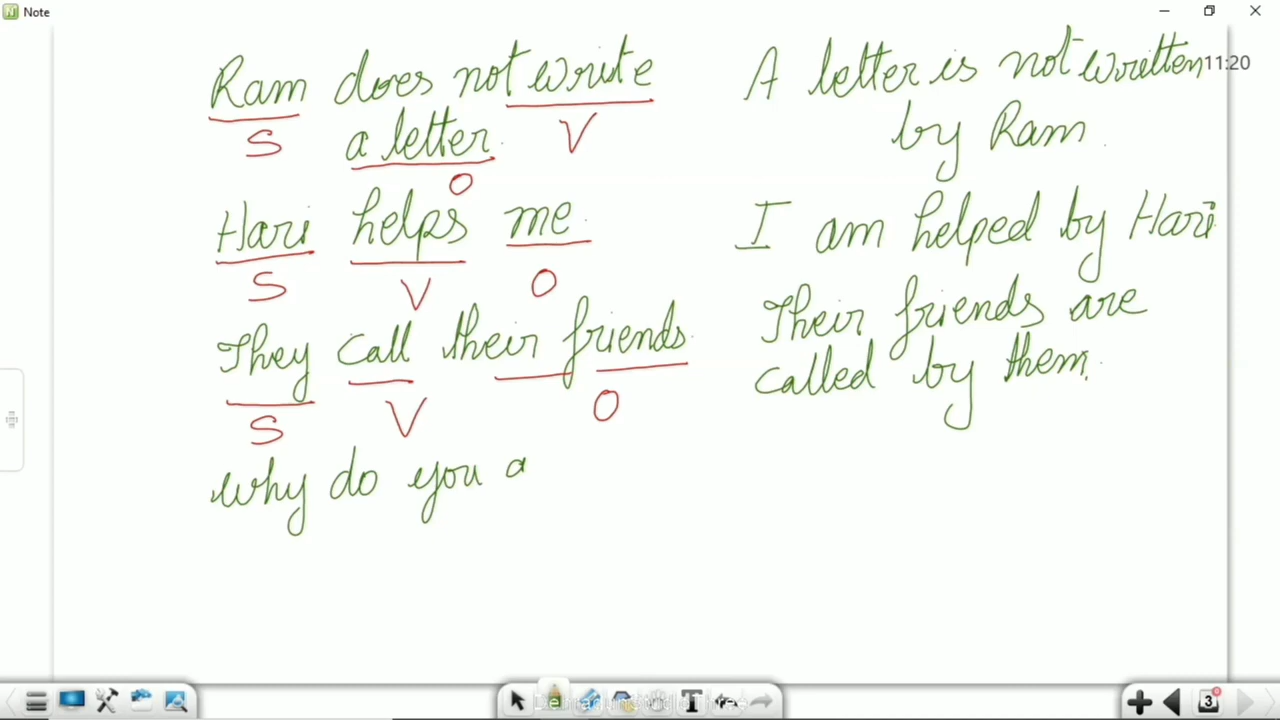 Note
11:20
Ram does not write
a letter.
S
V
O
A letter is not written
by Ram.
Hari helps me.
S
V
O
I am helped by Hari
They call their friends.
S
V
O
Their friends are
called by them.
why do you a
3